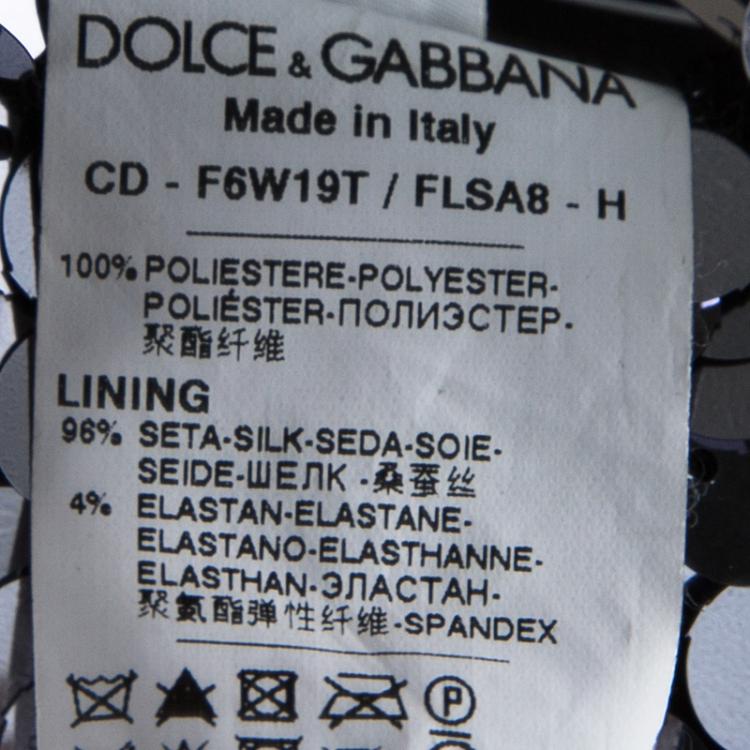 DOLCE & GABBANA
Made in Italy
CD - F6W19T / FLSA8 - H
100% POLIESTERE-POLYESTER-
POLIÉSTER-ПОЛИЭСТЕР-
聚酯纤维
LINING
96% SETA-SILK-SEDA-SOIE-
SEIDE-ШЕЛК -桑蚕丝
4% ELASTAN-ELASTANE-
ELASTANO-ELASTHANNE-
ELASTHAN-ЭЛАСТАН-
聚氨酯弹性纤维-SPANDEX
P